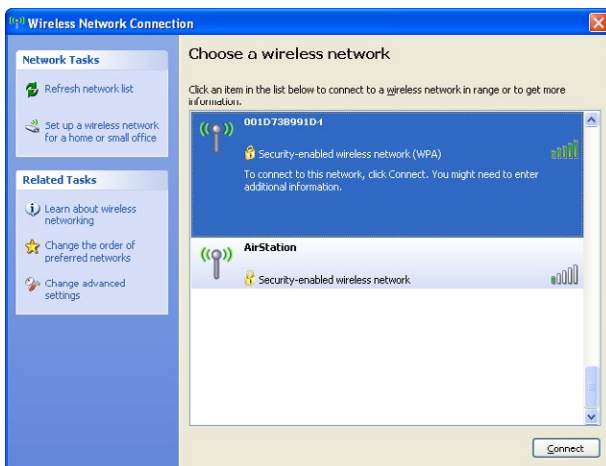 Wireless Network Connection
Network Tasks
Refresh network list
Set up a wireless network
for a home or small office
Related Tasks
Learn about wireless
networking
Change the order of
preferred networks
Change advanced
settings
Choose a wireless network
Click an item in the list below to connect to a wireless network in range or to get more
information.
001D73B991D4
Security-enabled wireless network (WPA)
To connect to this network, click Connect. You might need to enter
additional information.
AirStation
Security-enabled wireless network
Connect